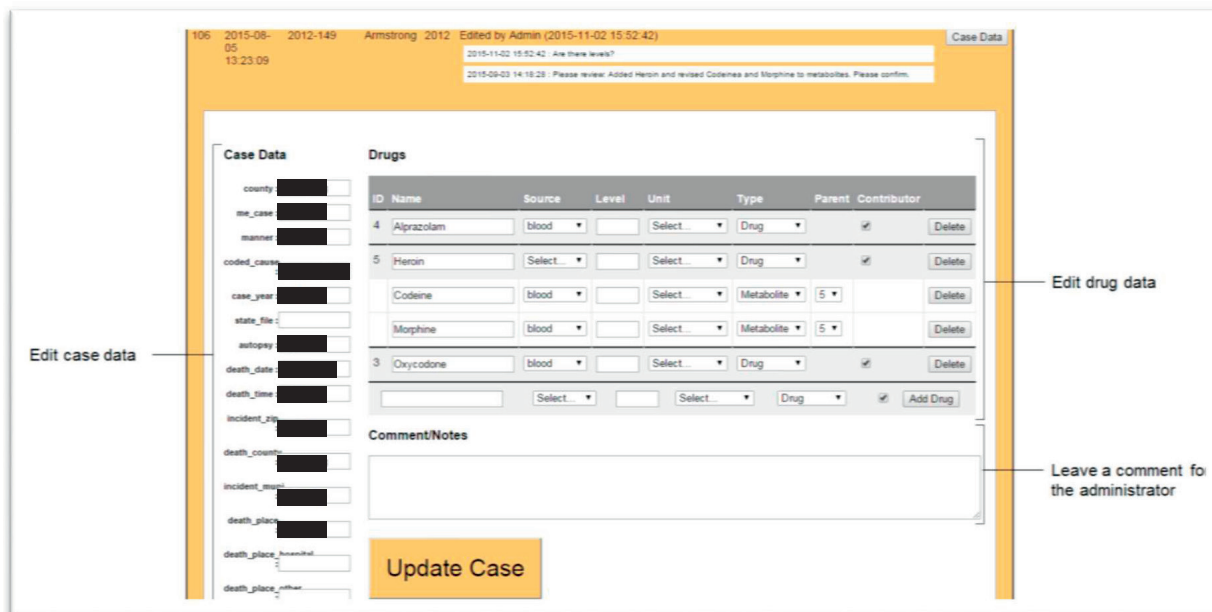 106 2015-08-05 13:23:09 2012-149 Armstrong 2012 Edited by Admin (2015-11-02 15:52:42) Case Data
2015-11-02 15:52:42 : Are there levels?
2015-09-03 14:18:28 : Please review: Added Heroin and revised Codeinea and Morphine to metabolites. Please confirm.
Case Data
county :
me_case :
manner :
coded_cause :
case_year :
state_file :
autopsy :
death_date :
death_time :
incident_zip :
death_county :
incident_muni :
death_place :
death_place_hospital :
death_place_other :
Drugs
ID Name Source Level Unit Type Parent Contributor
4 Alprazolam blood Select... Drug Delete
5 Heroin Select... Select... Drug Delete
Codeine blood Select... Metabolite 5 Delete
Morphine blood Select... Metabolite 5 Delete
3 Oxycodone blood Select... Drug Delete
Select... Select... Drug Add Drug
Comment/Notes
Update Case
Edit case data
Edit drug data
Leave a comment fo
the administrator